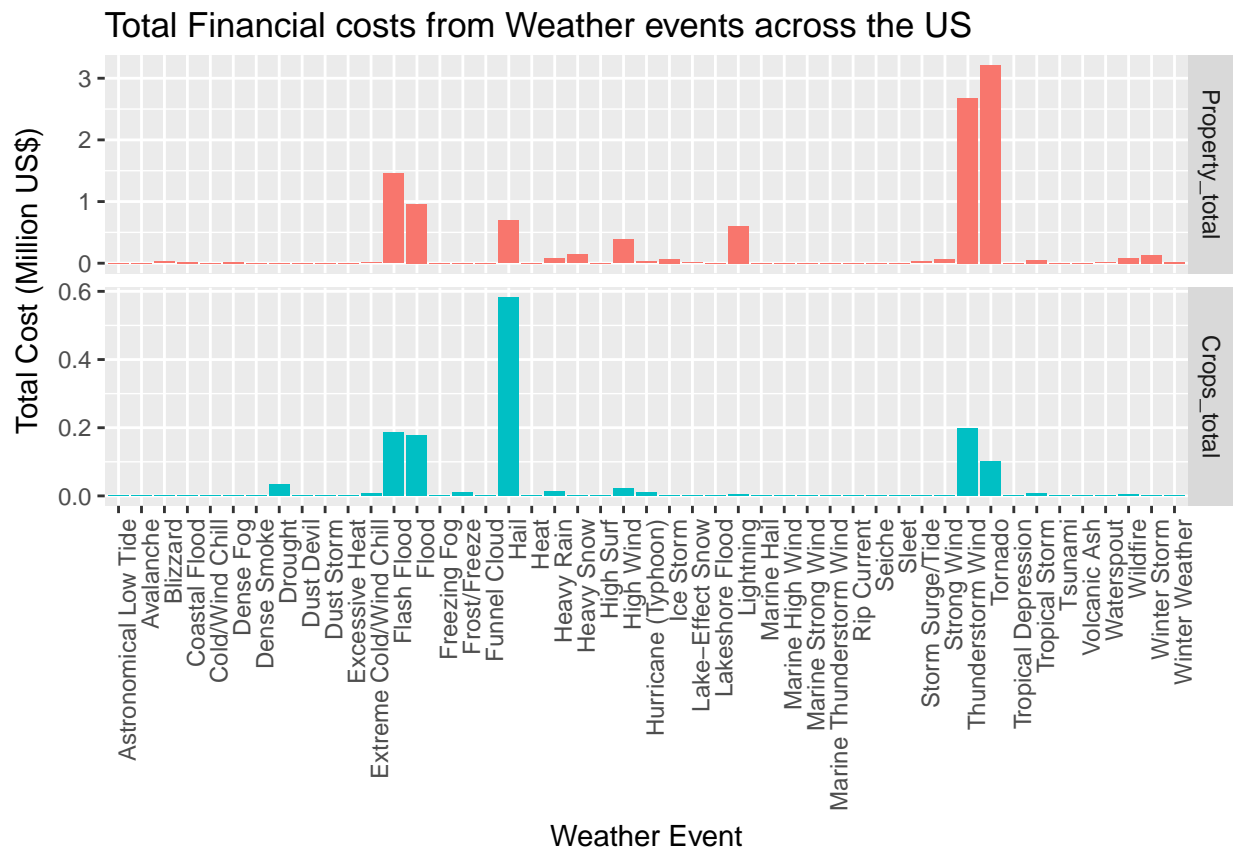 Total Financial costs from Weather events across the US
Total Cost (Million US$)
3
2
1
0
Property_total
0.6
0.4
0.2
0.0
Crops_total
Astronomical Low Tide
Avalanche
Blizzard
Coastal Flood
Cold/Wind Chill
Dense Fog
Dense Smoke
Drought
Dust Devil
Dust Storm
Excessive Heat
Extreme Cold/Wind Chill
Flash Flood
Flood
Freezing Fog
Frost/Freeze
Funnel Cloud
Hail
Heat
Heavy Rain
Heavy Snow
High Surf
High Wind
Hurricane (Typhoon)
Ice Storm
Lake−Effect Snow
Lakeshore Flood
Lightning
Marine Hail
Marine High Wind
Marine Strong Wind
Marine Thunderstorm Wind
Rip Current
Seiche
Sleet
Storm Surge/Tide
Strong Wind
Thunderstorm Wind
Tornado
Tropical Depression
Tropical Storm
Tsunami
Volcanic Ash
Waterspout
Wildfire
Winter Storm
Winter Weather
Weather Event